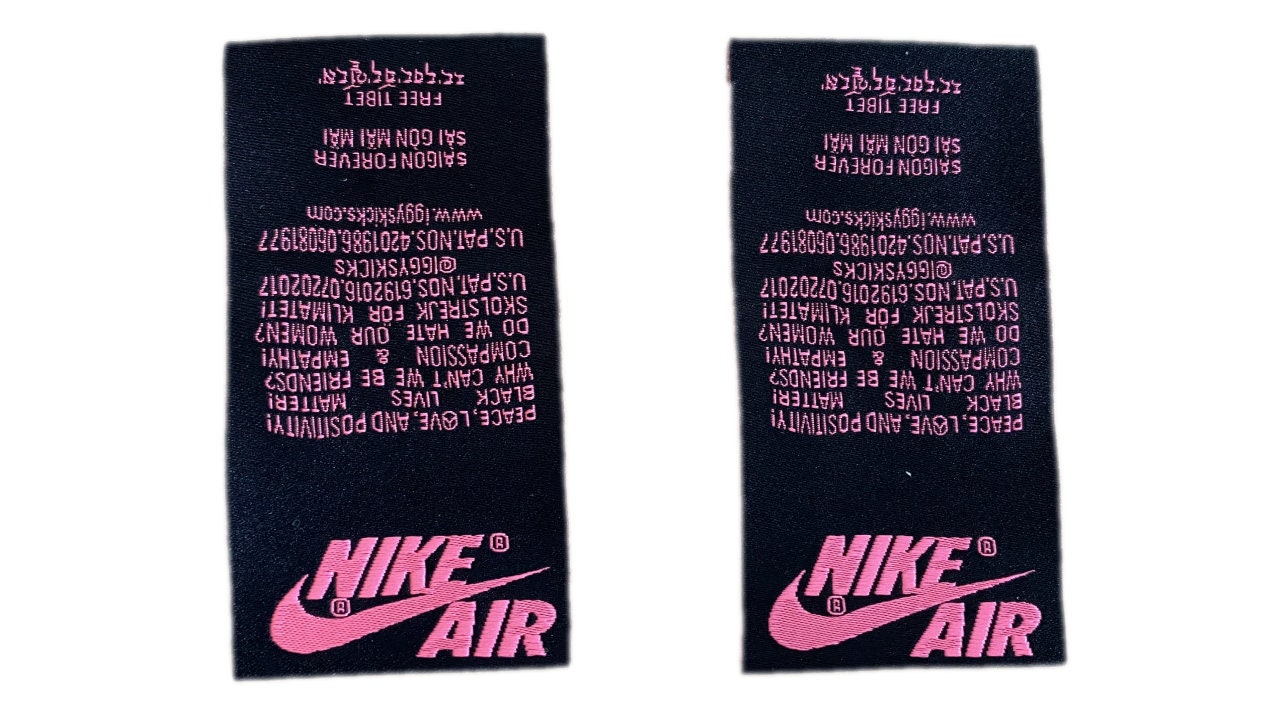 PEACE, LOVE, AND POSITIVITY!
BLACK LIVES MATTER!
WHY CAN'T WE BE FRIENDS?
COMPASSION & EMPATHY!
DO WE HATE OUR WOMEN?
SKOLSTREJK FÖR KLIMATET!
U.S.PAT.NOS.6192016.07202017
@IGGYSKICKS
U.S.PAT.NOS.4201986.06081977
www.iggyskicks.com
SAIGON FOREVER
SÀI GÒN MÃI MÃI
FREE TIBET
NIKE®
® AIR
PEACE, LOVE, AND POSITIVITY!
BLACK LIVES MATTER!
WHY CAN'T WE BE FRIENDS?
COMPASSION & EMPATHY!
DO WE HATE OUR WOMEN?
SKOLSTREJK FÖR KLIMATET!
U.S.PAT.NOS.6192016.07202017
@IGGYSKICKS
U.S.PAT.NOS.4201986.06081977
www.iggyskicks.com
SAIGON FOREVER
SÀI GÒN MÃI MÃI
FREE TIBET
NIKE®
® AIR